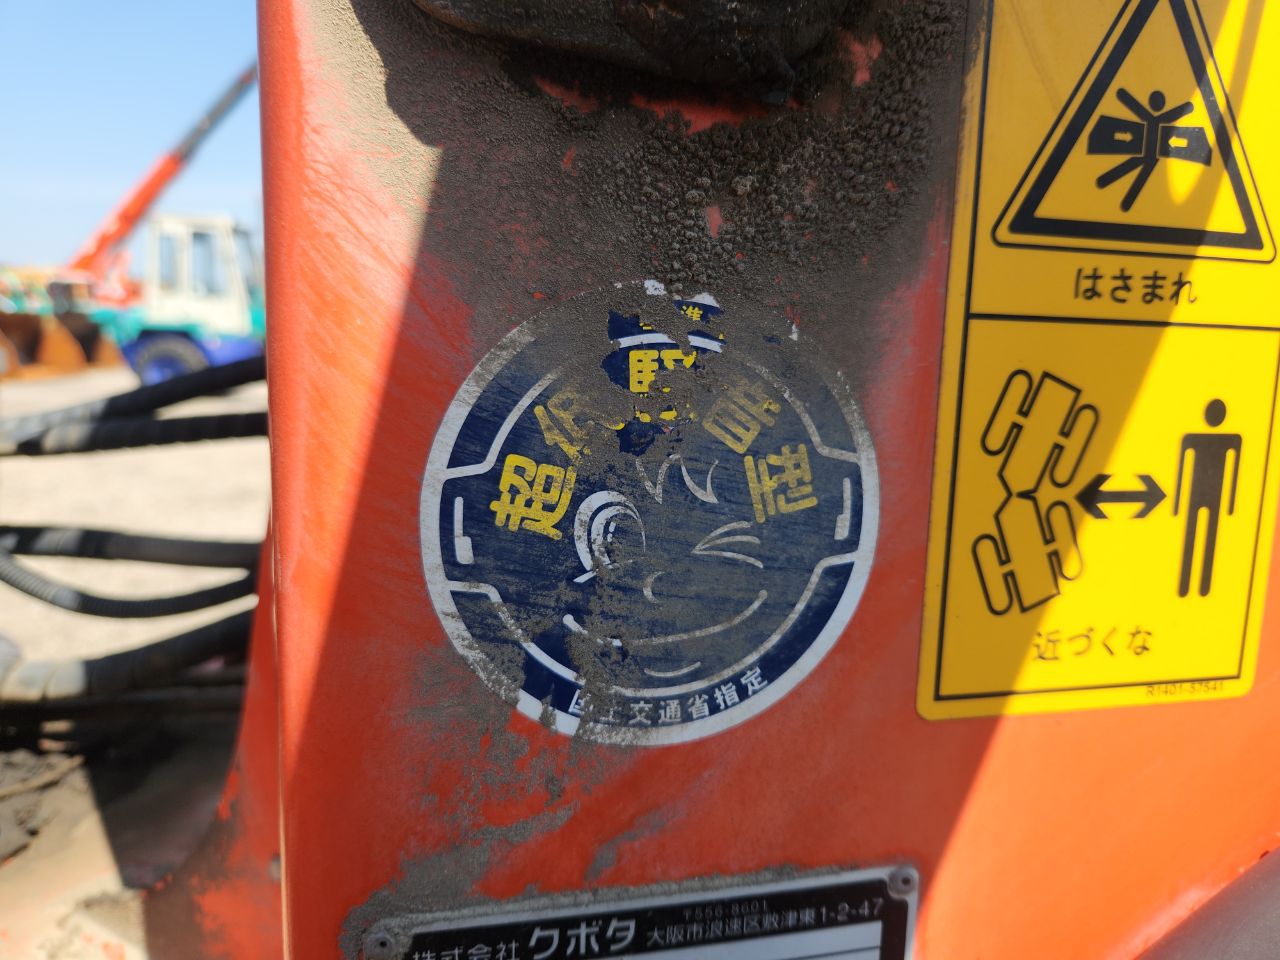 はさまれ
近づくな
R1401-57541
超低騒音型
国土交通省指定
株式会社 クボタ
〒556-8601
大阪市浪速区敷津東1-2-47